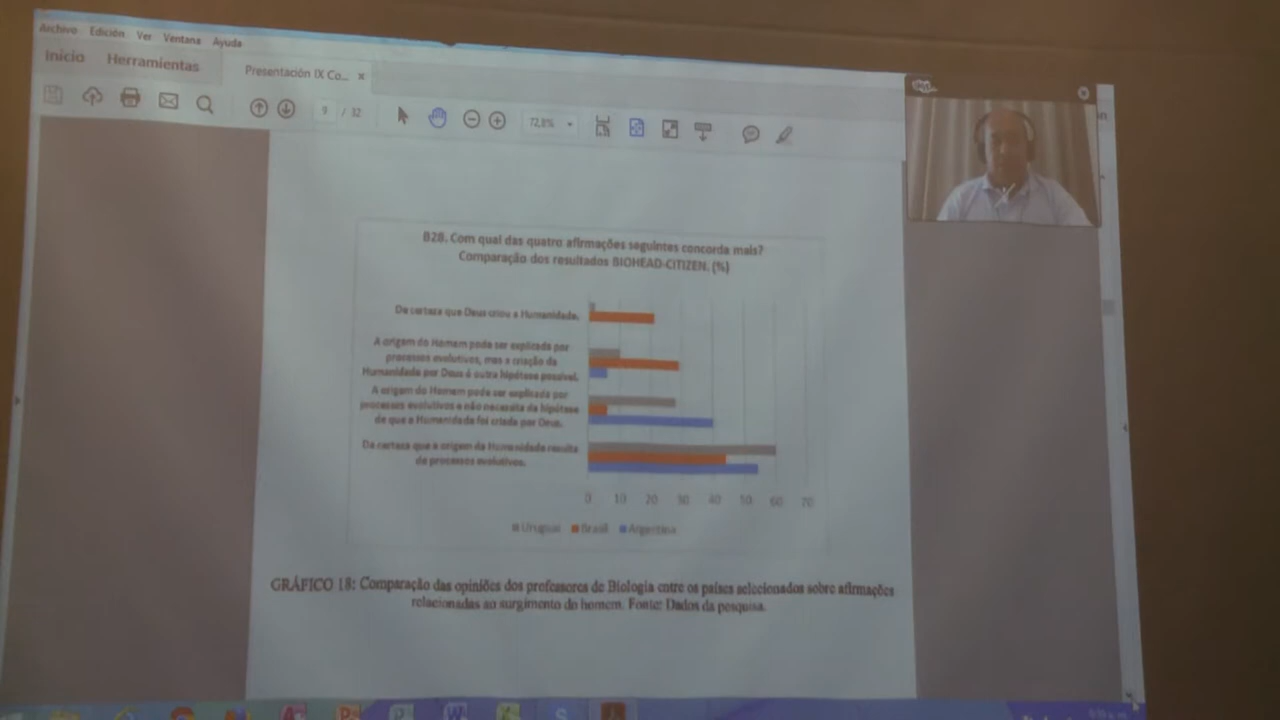 Archivo Edición Ver Ventana Ayuda
Inicio Herramientas
Presentación IX Co... ×
9 / 32
72,8%
B28. Com qual das quatro afirmações seguintes concorda mais?
Comparação dos resultados BIOHEAD-CITIZEN. (%)
De certeza que Deus criou a Humanidade.
A origem do Homem pode ser explicada por
processos evolutivos, mas a criação da
Humanidade por Deus é outra hipótese possível.
A origem do Homem pode ser explicada por
processos evolutivos e não necessita da hipótese
de que a Humanidade foi criada por Deus.
De certeza que a origem da Humanidade resulta
de processos evolutivos.
0 10 20 30 40 50 60 70
Uruguai Brasil Argentina
GRÁFICO 18: Comparação das opiniões dos professores de Biologia entre os países selecionados sobre afirmações
relacionadas ao surgimento do homem. Fonte: Dados da pesquisa.